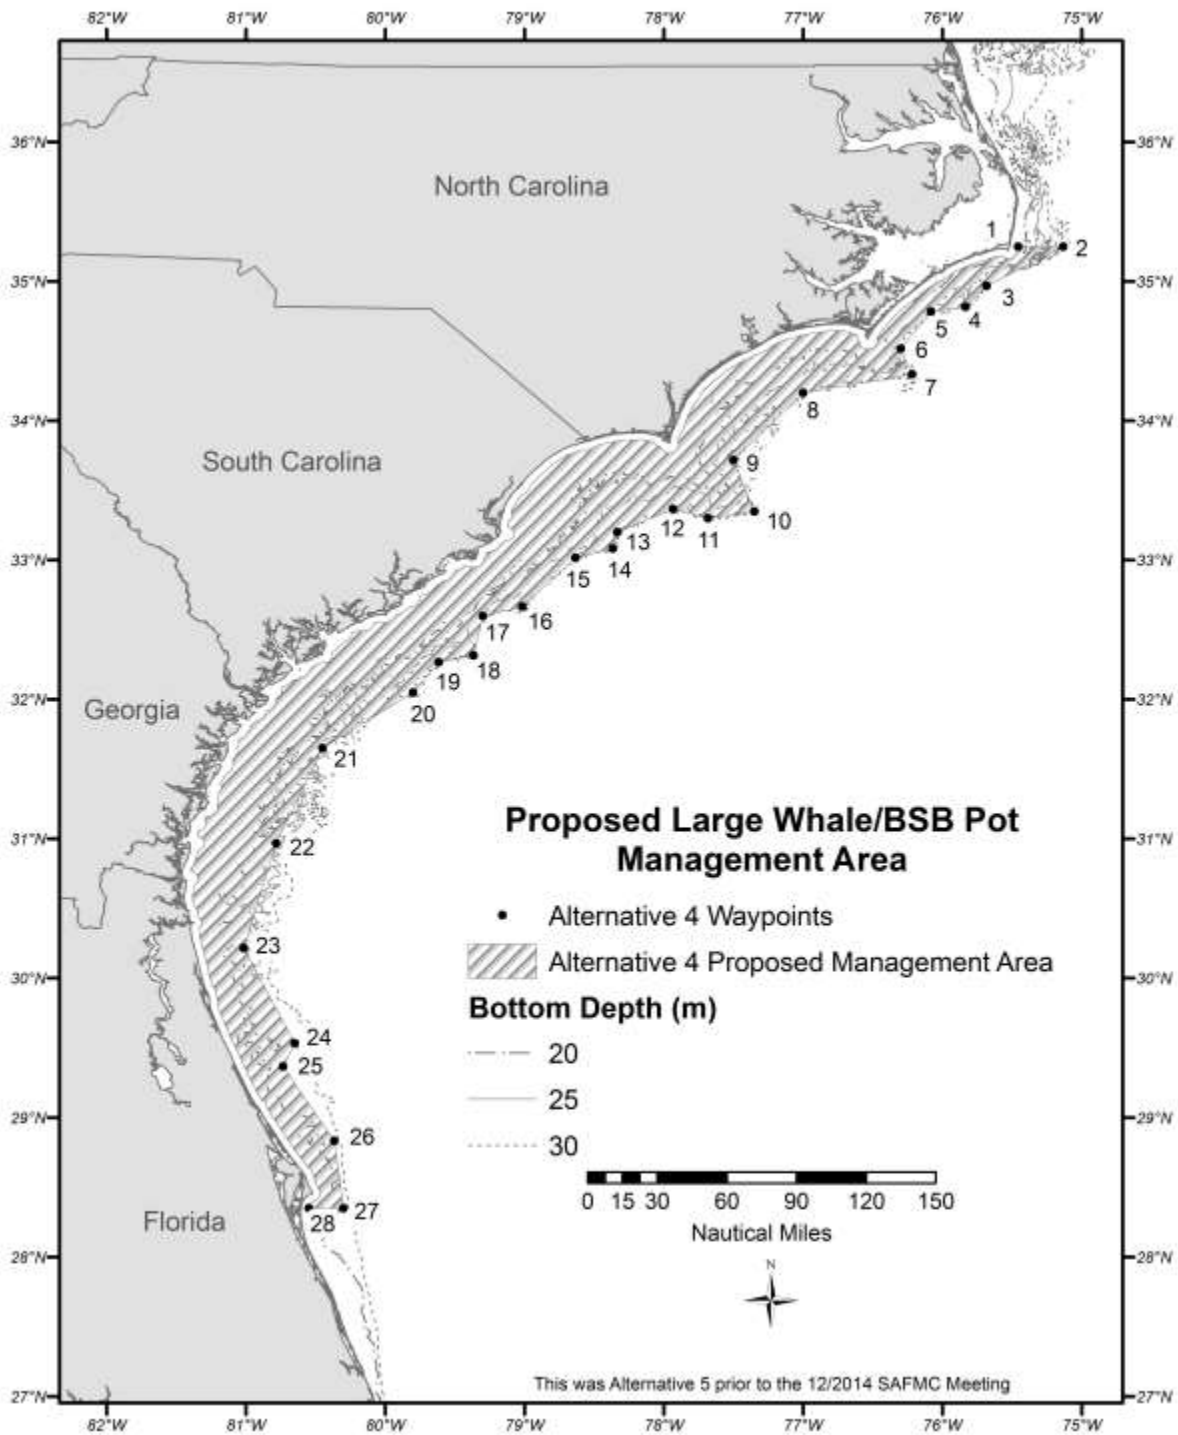 82°W 81°W 80°W 79°W 78°W 77°W 76°W 75°W
36°N 36°N
North Carolina
1
2
35°N 35°N
3
4
5
6
7
34°N 34°N
8
South Carolina
9
10
11
12
13
14
15
33°N 33°N
16
17
18
19
20
32°N 32°N
Georgia
21
Proposed Large Whale/BSB Pot
Management Area
31°N 31°N
22
• Alternative 4 Waypoints
23
Alternative 4 Proposed Management Area
30°N 30°N
Bottom Depth (m)
24
20
25
25
29°N 29°N
26
30
0 15 30 60 90 120 150
Nautical Miles
Florida
27
28
28°N 28°N
N
This was Alternative 5 prior to the 12/2014 SAFMC Meeting
27°N 27°N
82°W 81°W 80°W 79°W 78°W 77°W 76°W 75°W